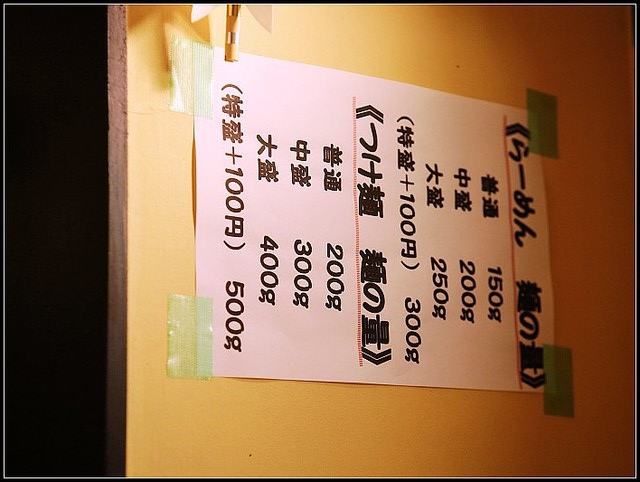 《らーめん　麺の量》
普通　150g
中盛　200g
大盛　250g
（特盛＋100円）　300g
《つけ麺　麺の量》
普通　200g
中盛　300g
大盛　400g
（特盛＋100円）　500g